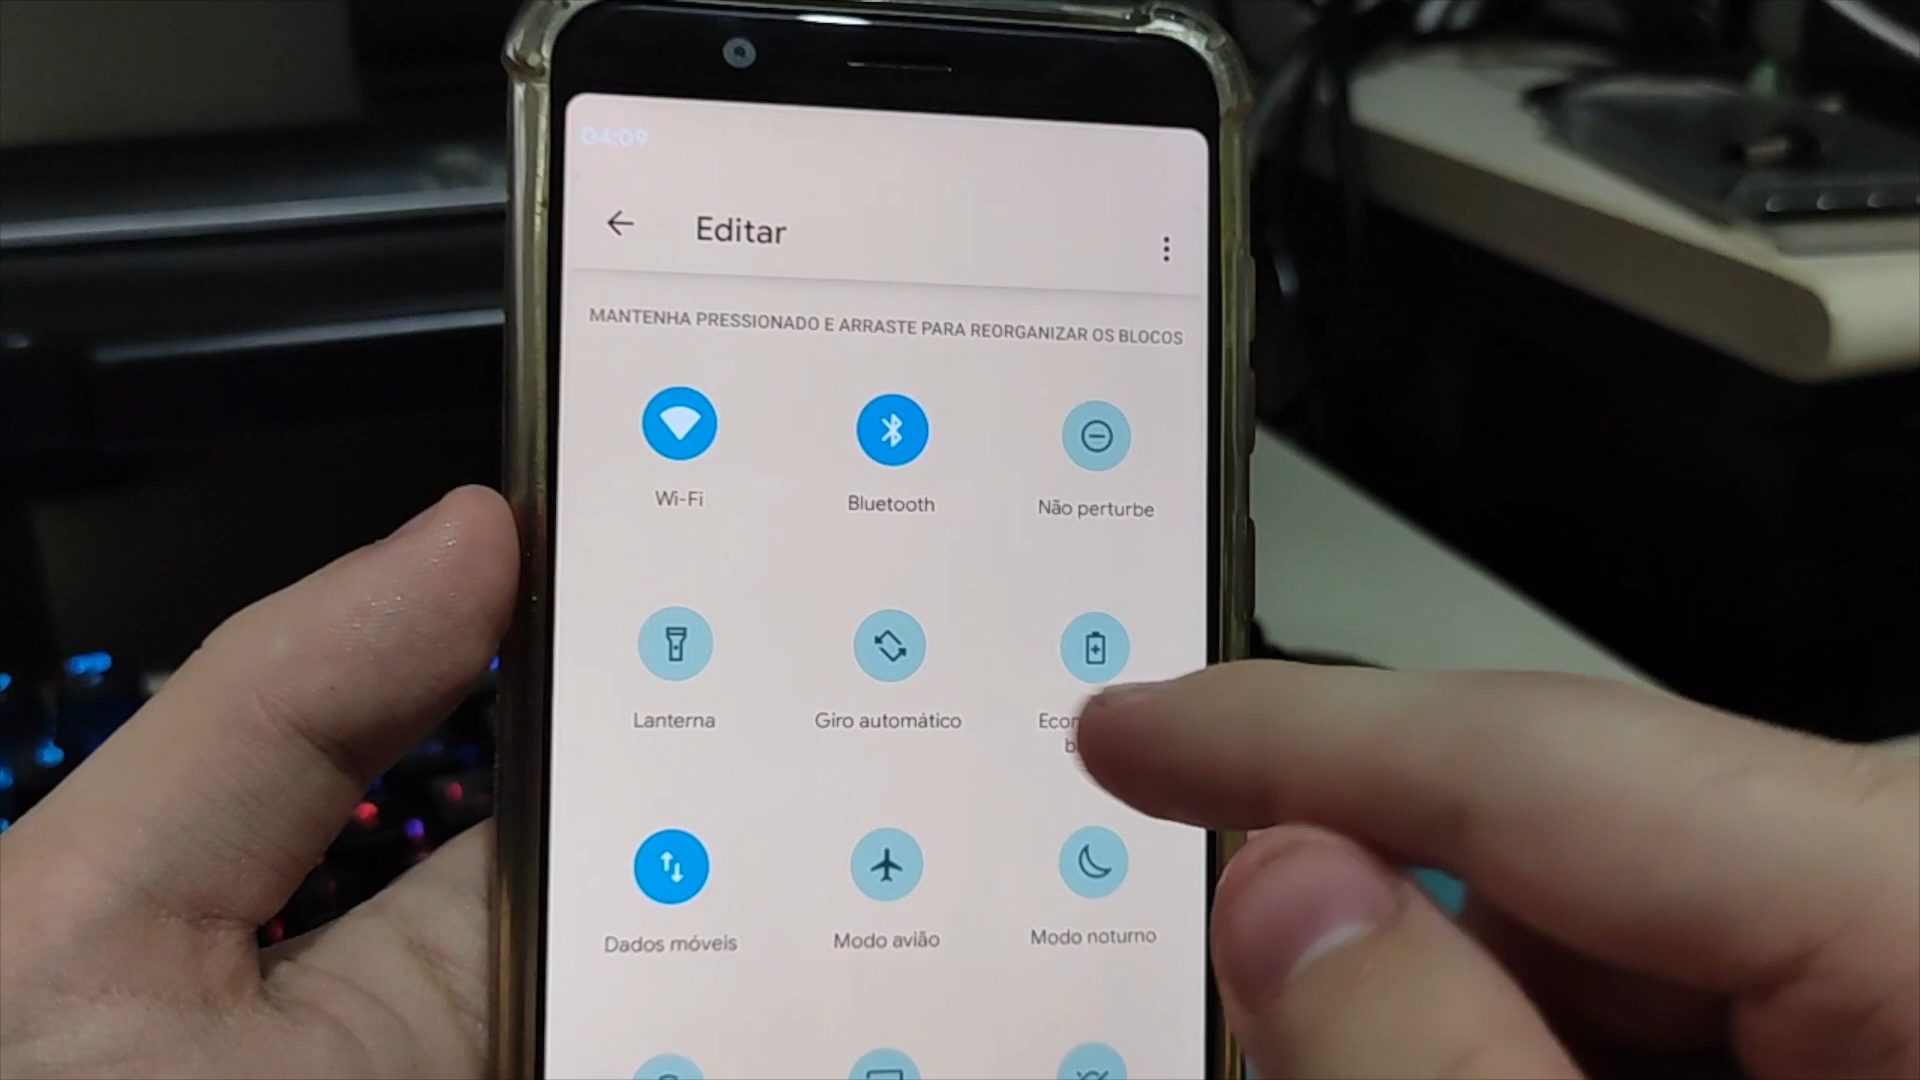 04:09
Editar
MANTENHA PRESSIONADO E ARRASTE PARA REORGANIZAR OS BLOCOS
Wi-Fi
Bluetooth
Não perturbe
Lanterna
Giro automático
Dados móveis
Modo avião
Modo noturno